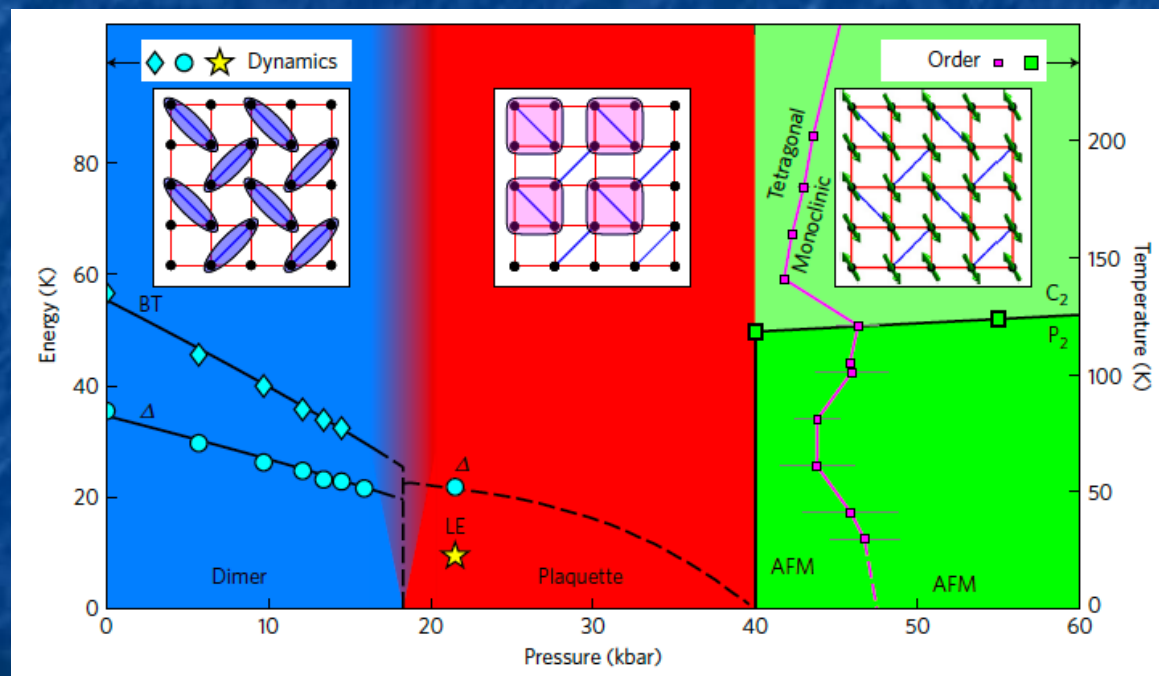 Dynamics
Order
Tetragonal
Monoclinic
80
60
40
20
0
Energy (K)
200
150
100
50
0
Temperature (K)
BT
Δ
Δ
LE
C2
P2
Dimer
Plaquette
AFM
AFM
0
10
20
30
40
50
60
Pressure (kbar)